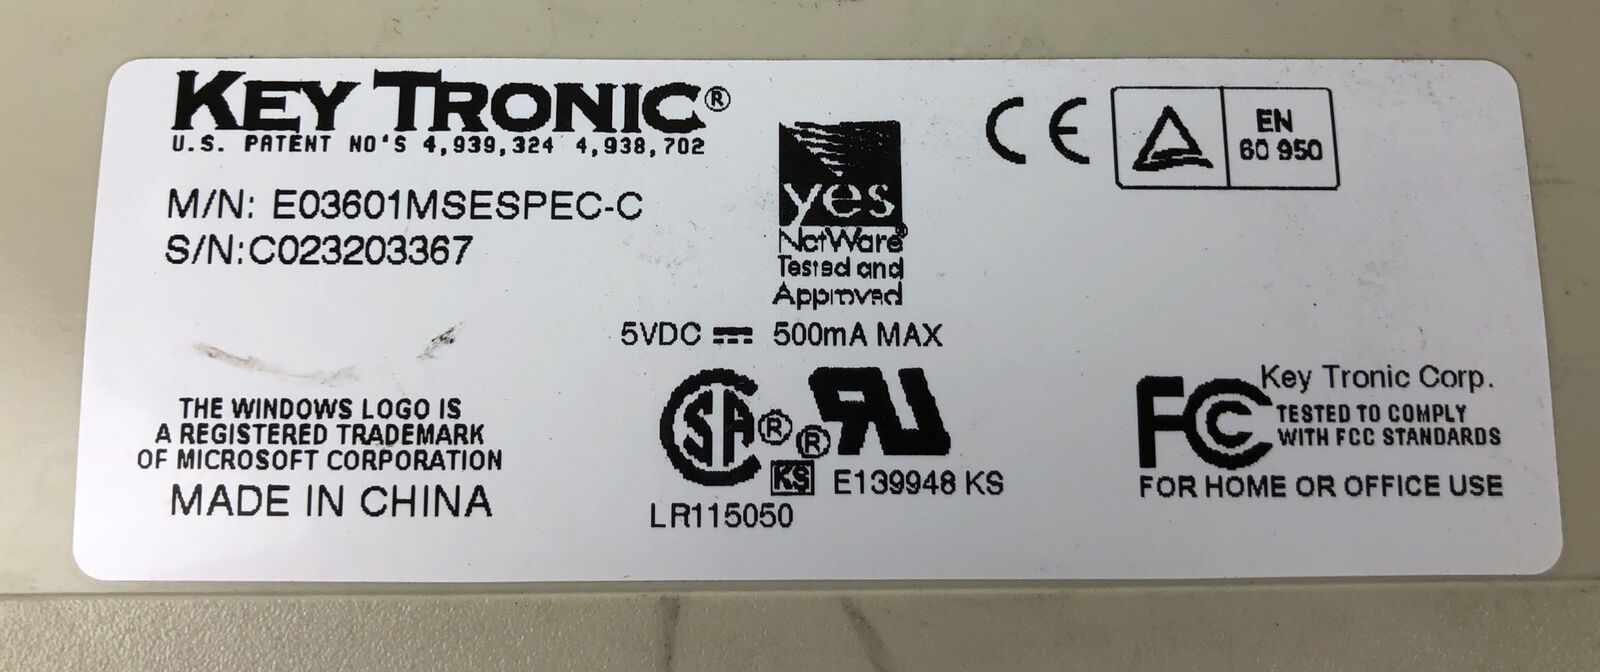 KEY TRONIC®
U.S. PATENT NO'S 4,939,324 4,938,702
M/N: E03601MSESPEC-C
S/N:C023203367
yes
NetWare®
Tested and
Approved
CE
EN
60 950
5VDC 500mA MAX
THE WINDOWS LOGO IS
A REGISTERED TRADEMARK
OF MICROSOFT CORPORATION
MADE IN CHINA
SA® ®RU
KS E139948 KS
LR115050
FC Key Tronic Corp.
TESTED TO COMPLY
WITH FCC STANDARDS
FOR HOME OR OFFICE USE